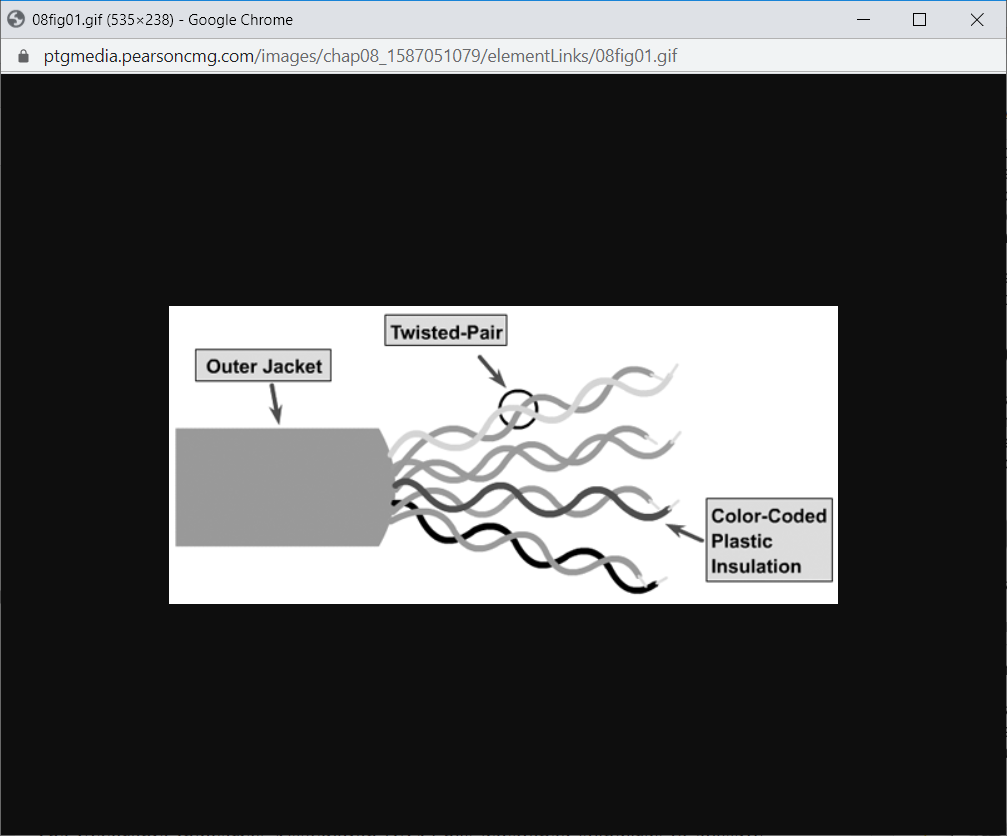 08fig01.gif (535×238) - Google Chrome
ptgmedia.pearsoncmg.com/images/chap08_1587051079/elementLinks/08fig01.gif
Twisted-Pair
Outer Jacket
Color-Coded
Plastic
Insulation